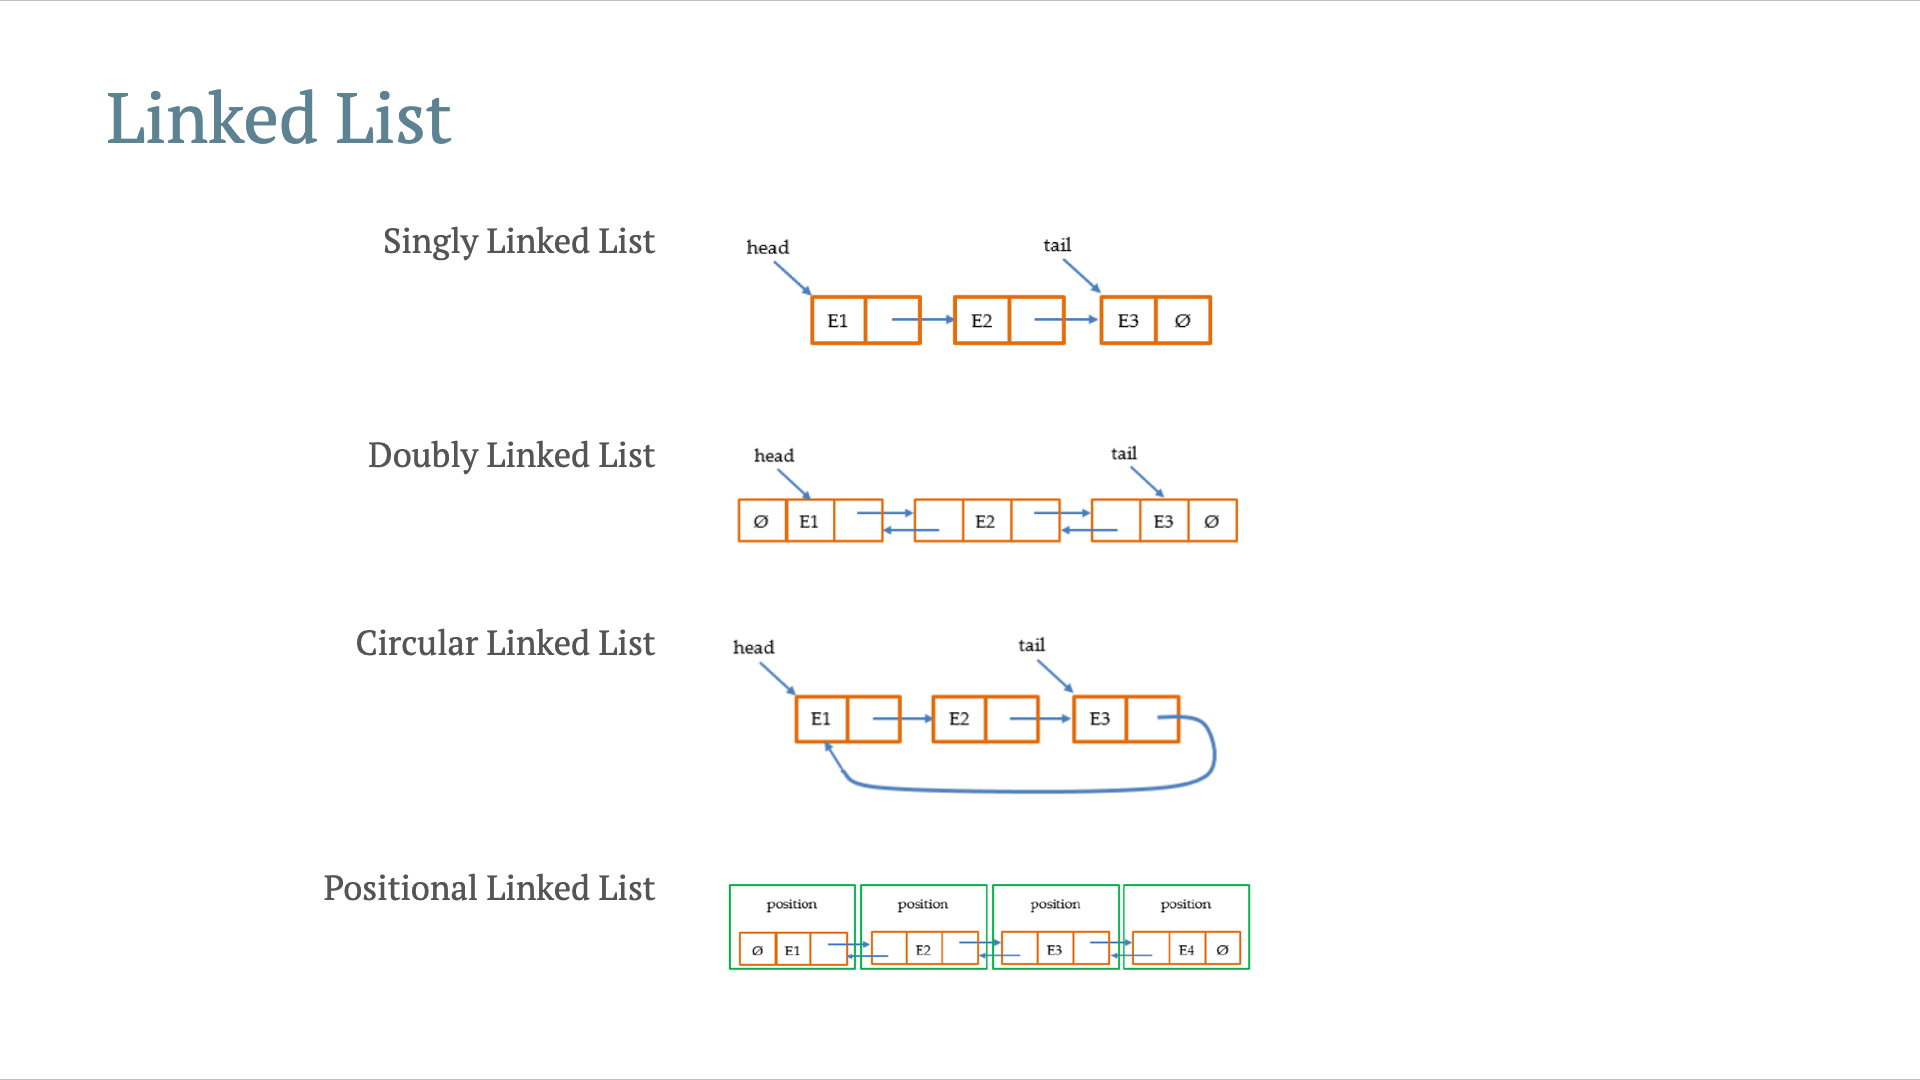 Linked List
Singly Linked List
head tail
E1 E2 E3 Ø
Doubly Linked List
head tail
Ø E1 E2 E3 Ø
Circular Linked List
head tail
E1 E2 E3
Positional Linked List
position position position position
Ø E1 E2 E3 E4 Ø